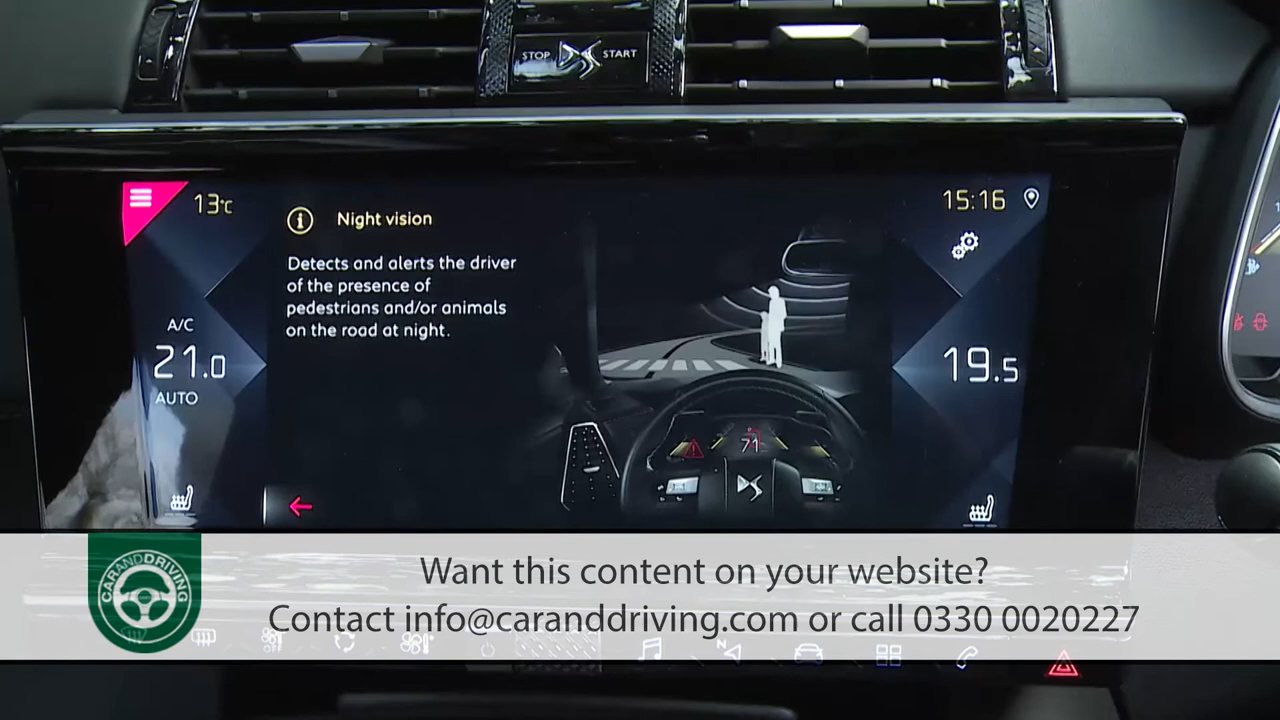 STOP START
13°C
Night vision
15:16
Detects and alerts the driver
of the presence of
pedestrians and/or animals
on the road at night.
A/C
21.0
AUTO
19.5
71
CARANDDRIVING
Want this content on your website?
Contact info@caranddriving.com or call 0330 0020227